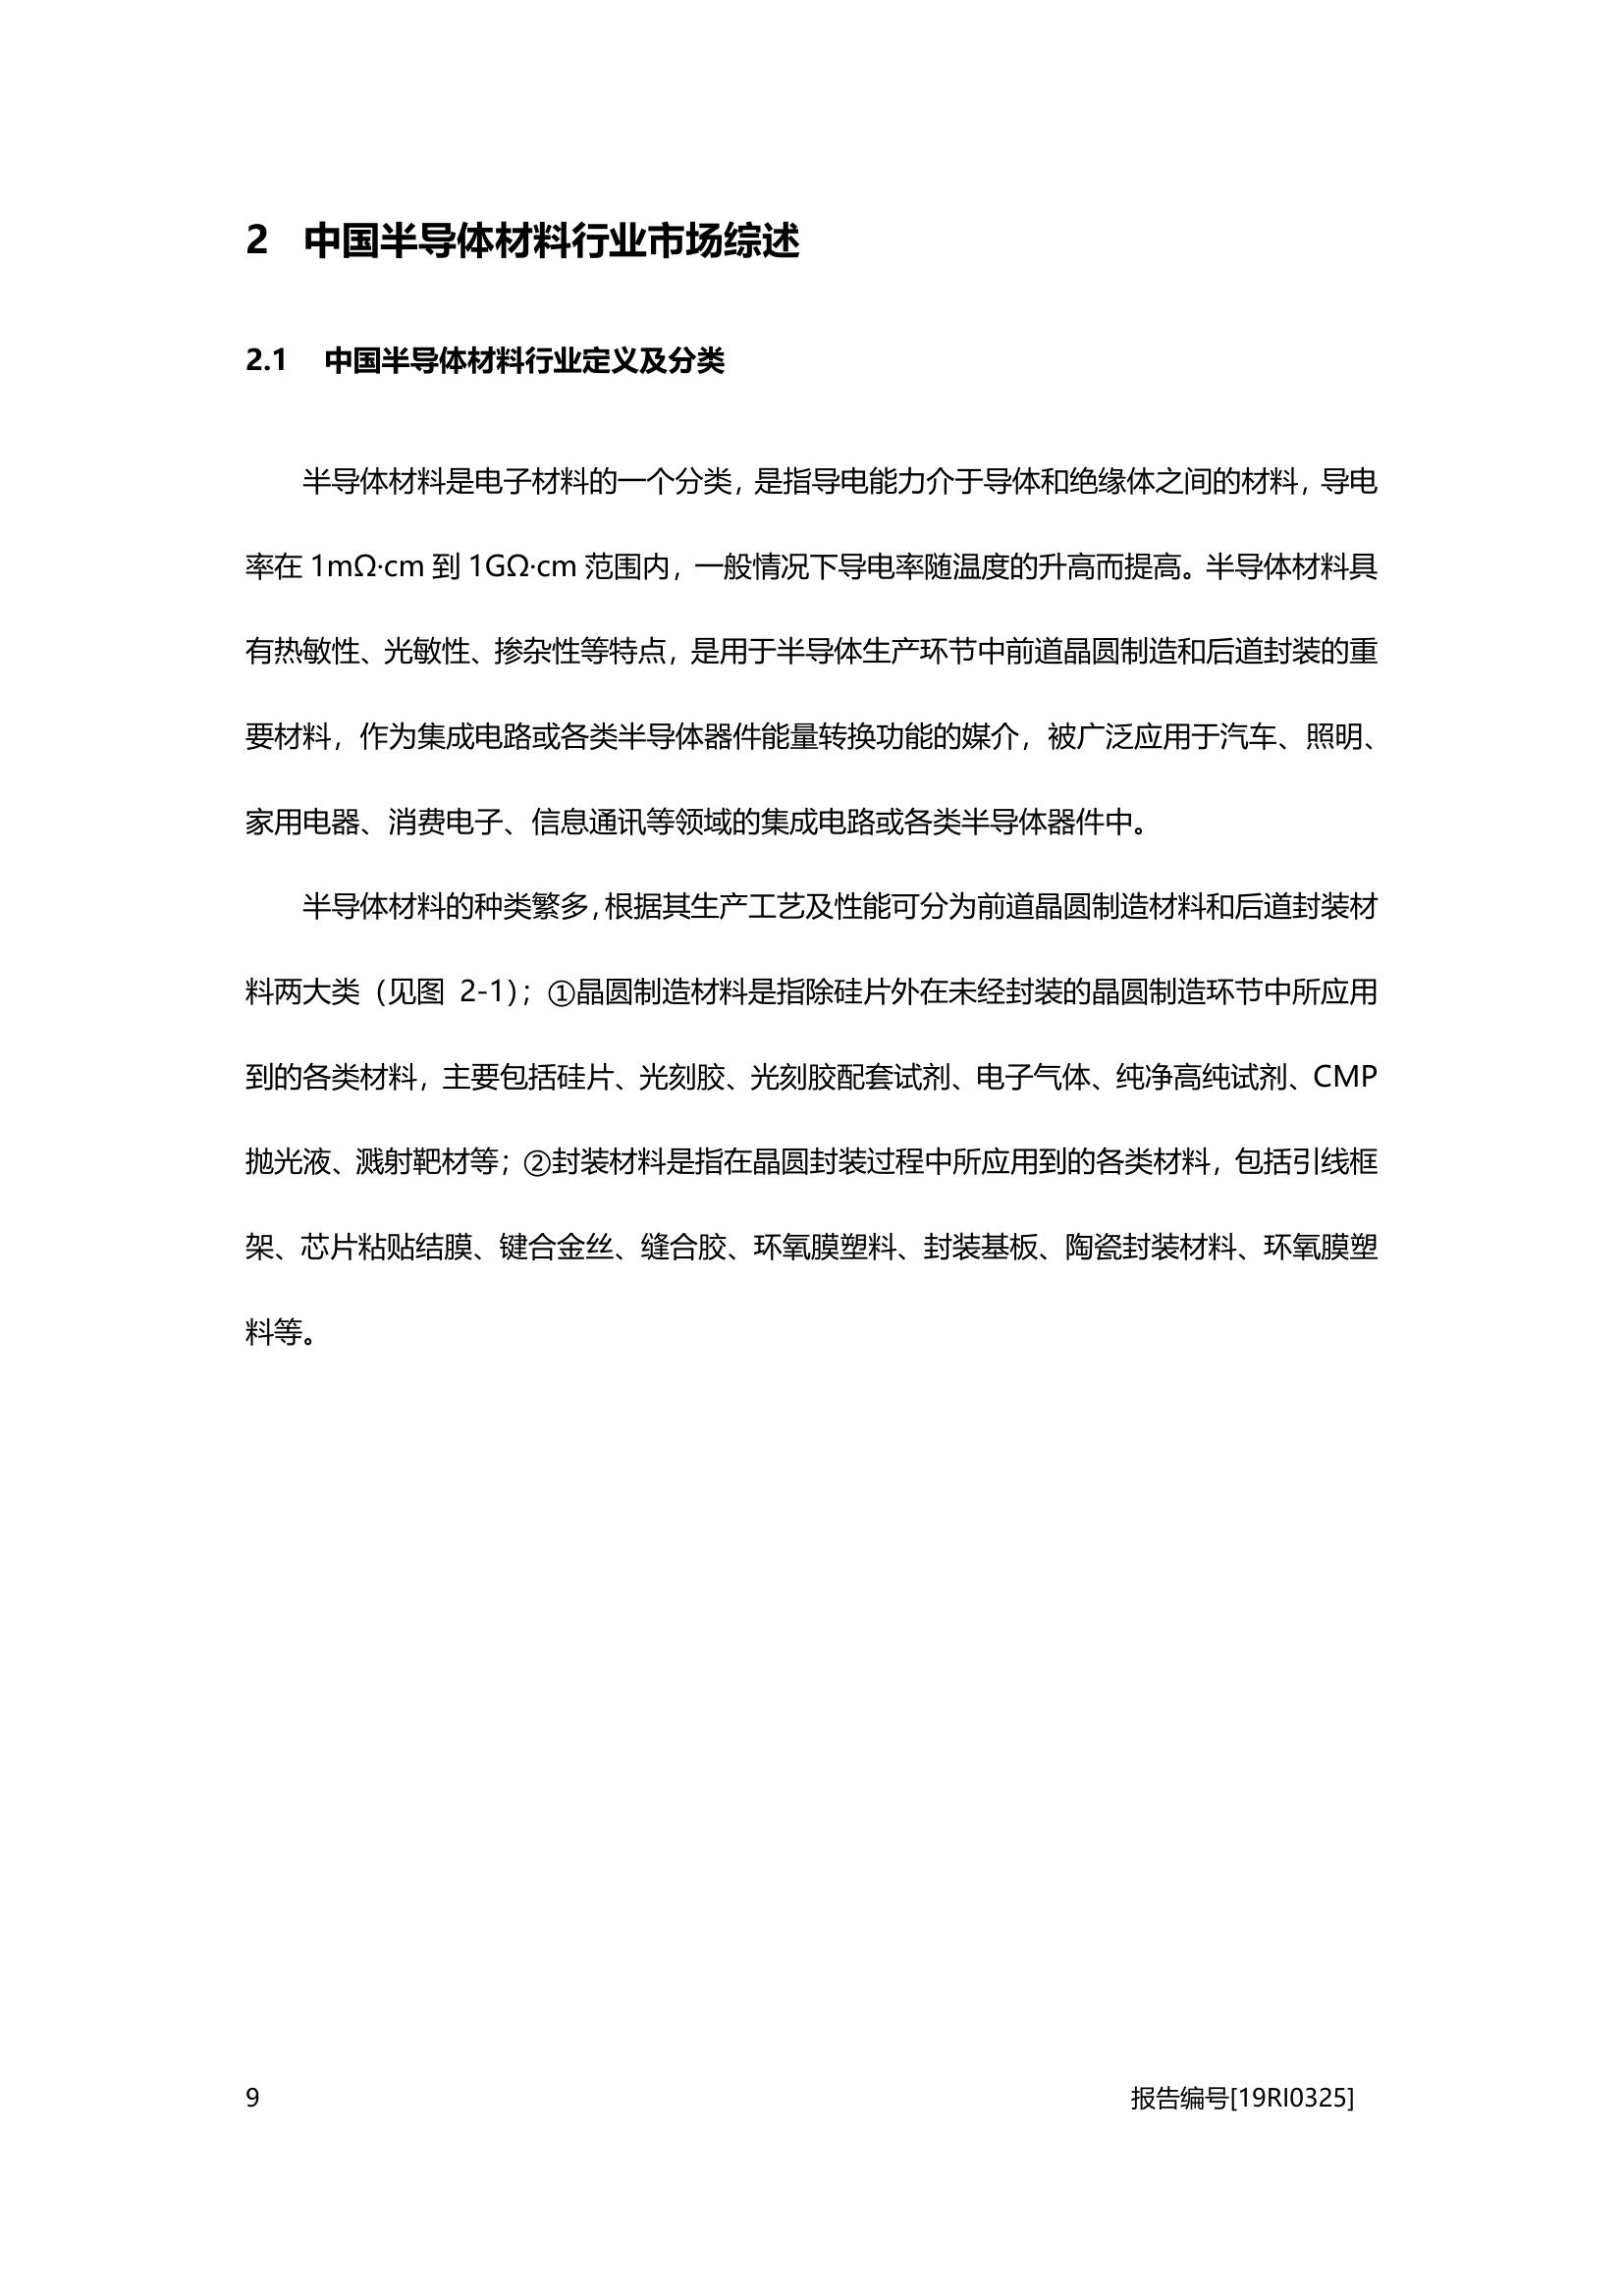 2 中国半导体材料行业市场综述
2.1 中国半导体材料行业定义及分类
半导体材料是电子材料的一个分类，是指导电能力介于导体和绝缘体之间的材料，导电
率在 1mΩ·cm 到 1GΩ·cm 范围内，一般情况下导电率随温度的升高而提高。半导体材料具
有热敏性、光敏性、掺杂性等特点，是用于半导体生产环节中前道晶圆制造和后道封装的重
要材料，作为集成电路或各类半导体器件能量转换功能的媒介，被广泛应用于汽车、照明、
家用电器、消费电子、信息通讯等领域的集成电路或各类半导体器件中。
半导体材料的种类繁多，根据其生产工艺及性能可分为前道晶圆制造材料和后道封装材
料两大类（见图 2-1）；①晶圆制造材料是指除硅片外在未经封装的晶圆制造环节中所应用
到的各类材料，主要包括硅片、光刻胶、光刻胶配套试剂、电子气体、纯净高纯试剂、CMP
抛光液、溅射靶材等；②封装材料是指在晶圆封装过程中所应用到的各类材料，包括引线框
架、芯片粘贴结膜、键合金丝、缝合胶、环氧膜塑料、封装基板、陶瓷封装材料、环氧膜塑
料等。
9 报告编号[19RI0325]